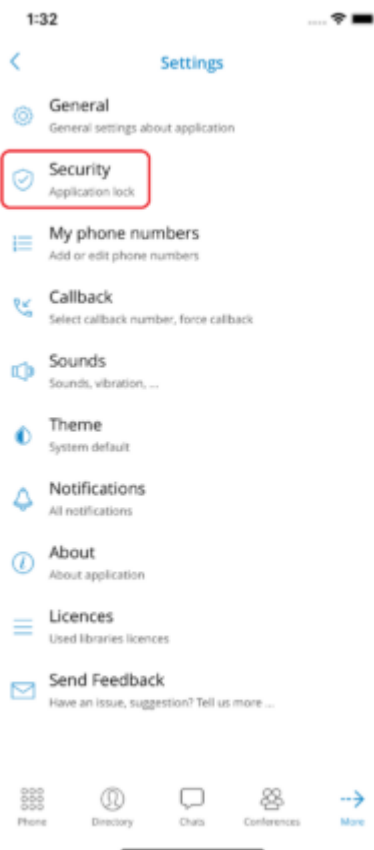 1:32
Settings
General
General settings about application
Security
Application lock
My phone numbers
Add or edit phone numbers
Callback
Select callback number, force callback
Sounds
Sounds, vibration, ...
Theme
System default
Notifications
All notifications
About
About application
Licences
Used libraries licences
Send Feedback
Have an issue, suggestion? Tell us more ...
Phone Directory Chats Conferences More